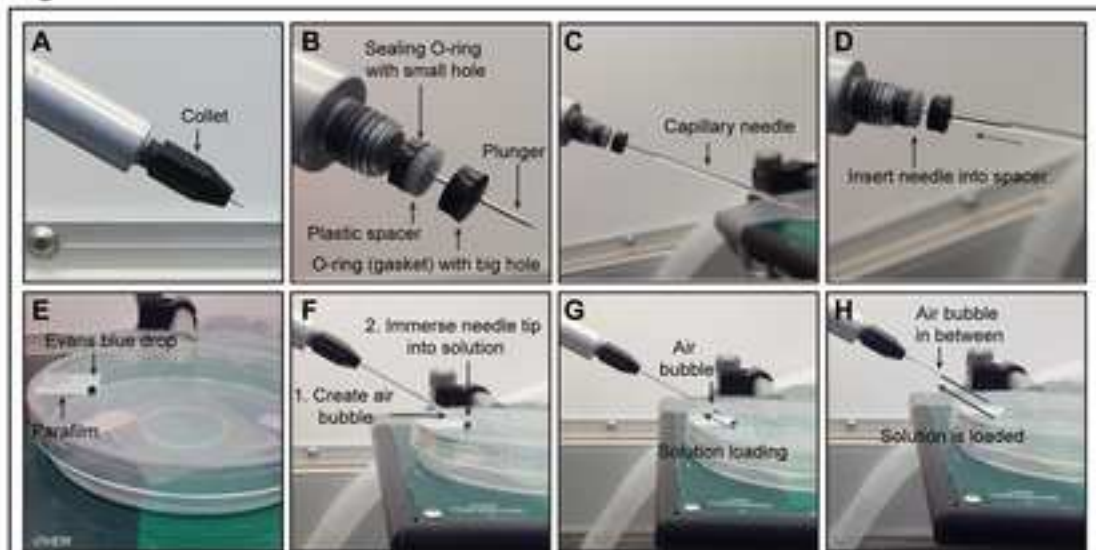 A
Collet
B
Sealing O-ring
with small hole
Plunger
Plastic spacer
O-ring (gasket) with big hole
C
Capillary needle
D
Insert needle into spacer
E
Evans blue drop
Parafilm
F
2. Immerse needle tip
into solution
1. Create air
bubble
G
Air
bubble
Solution loading
H
Air bubble
in between
Solution is loaded